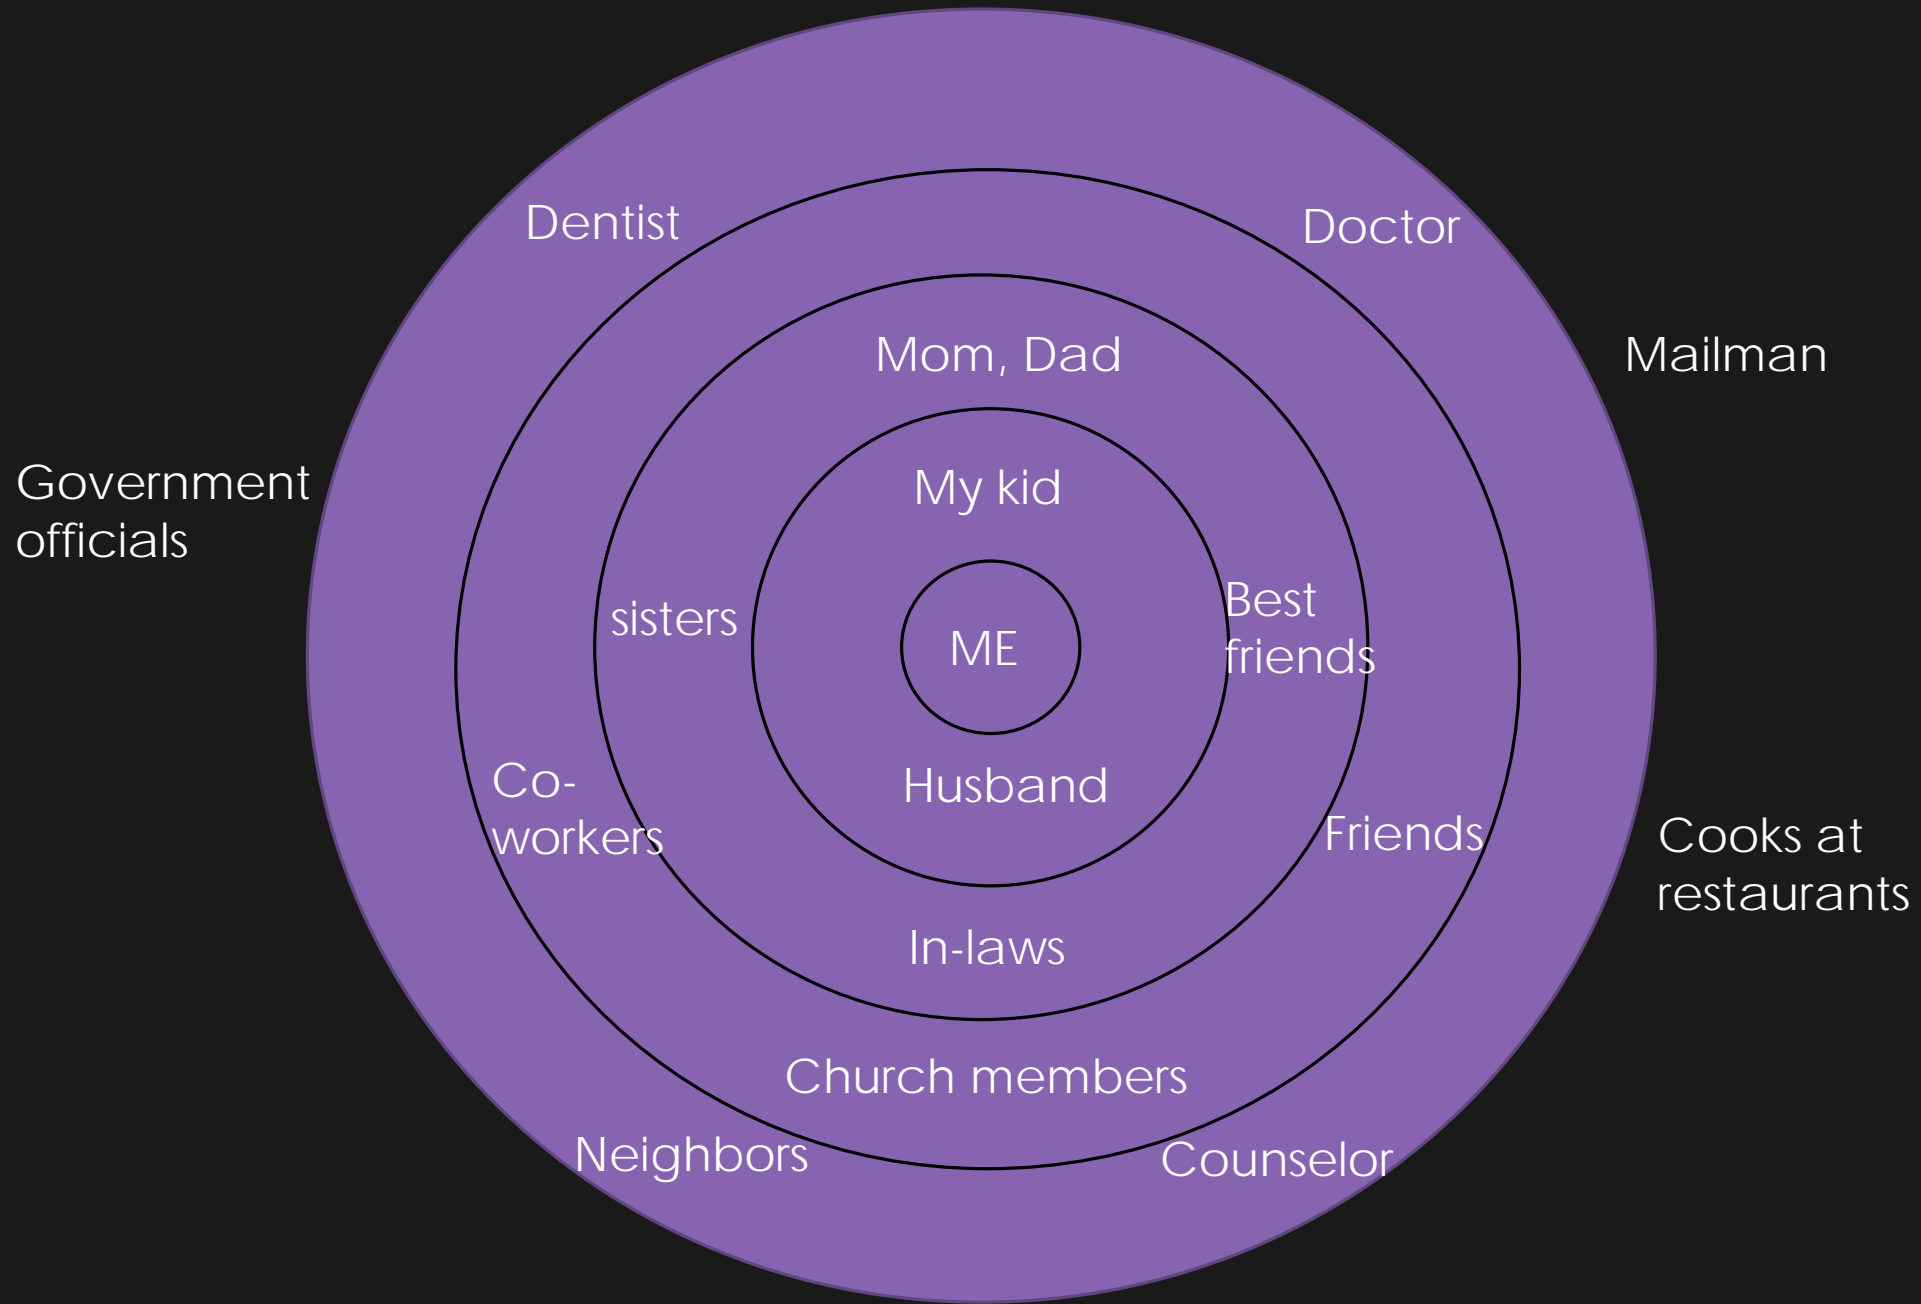 Dentist
Doctor
Mom, Dad
Mailman
Government
officials
My kid
sisters
ME
Best
friends
Co-
workers
Husband
Friends
Cooks at
restaurants
In-laws
Church members
Neighbors
Counselor